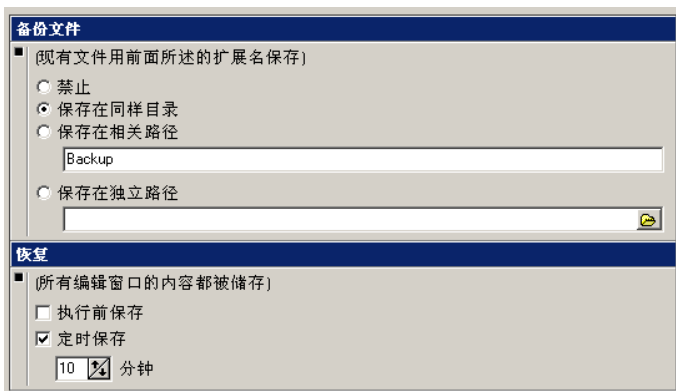 备份文件
(现有文件用前面所述的扩展名保存)
禁止
保存在同样目录
保存在相关路径
Backup
保存在独立路径
恢复
(所有编辑窗口的内容都被储存)
执行前保存
定时保存
10 分钟